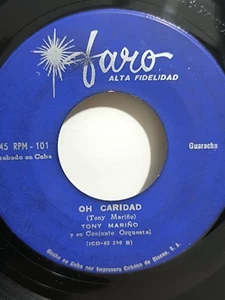 faro
ALTA FIDELIDAD
45 RPM - 101
Guaracha
Grabado en Cuba
OH CARIDAD
(Tony Mariño)
TONY MARIÑO
y su Conjunto Orquestal
Hecho en Cuba por Impresora Cubana de Discos, S. A.